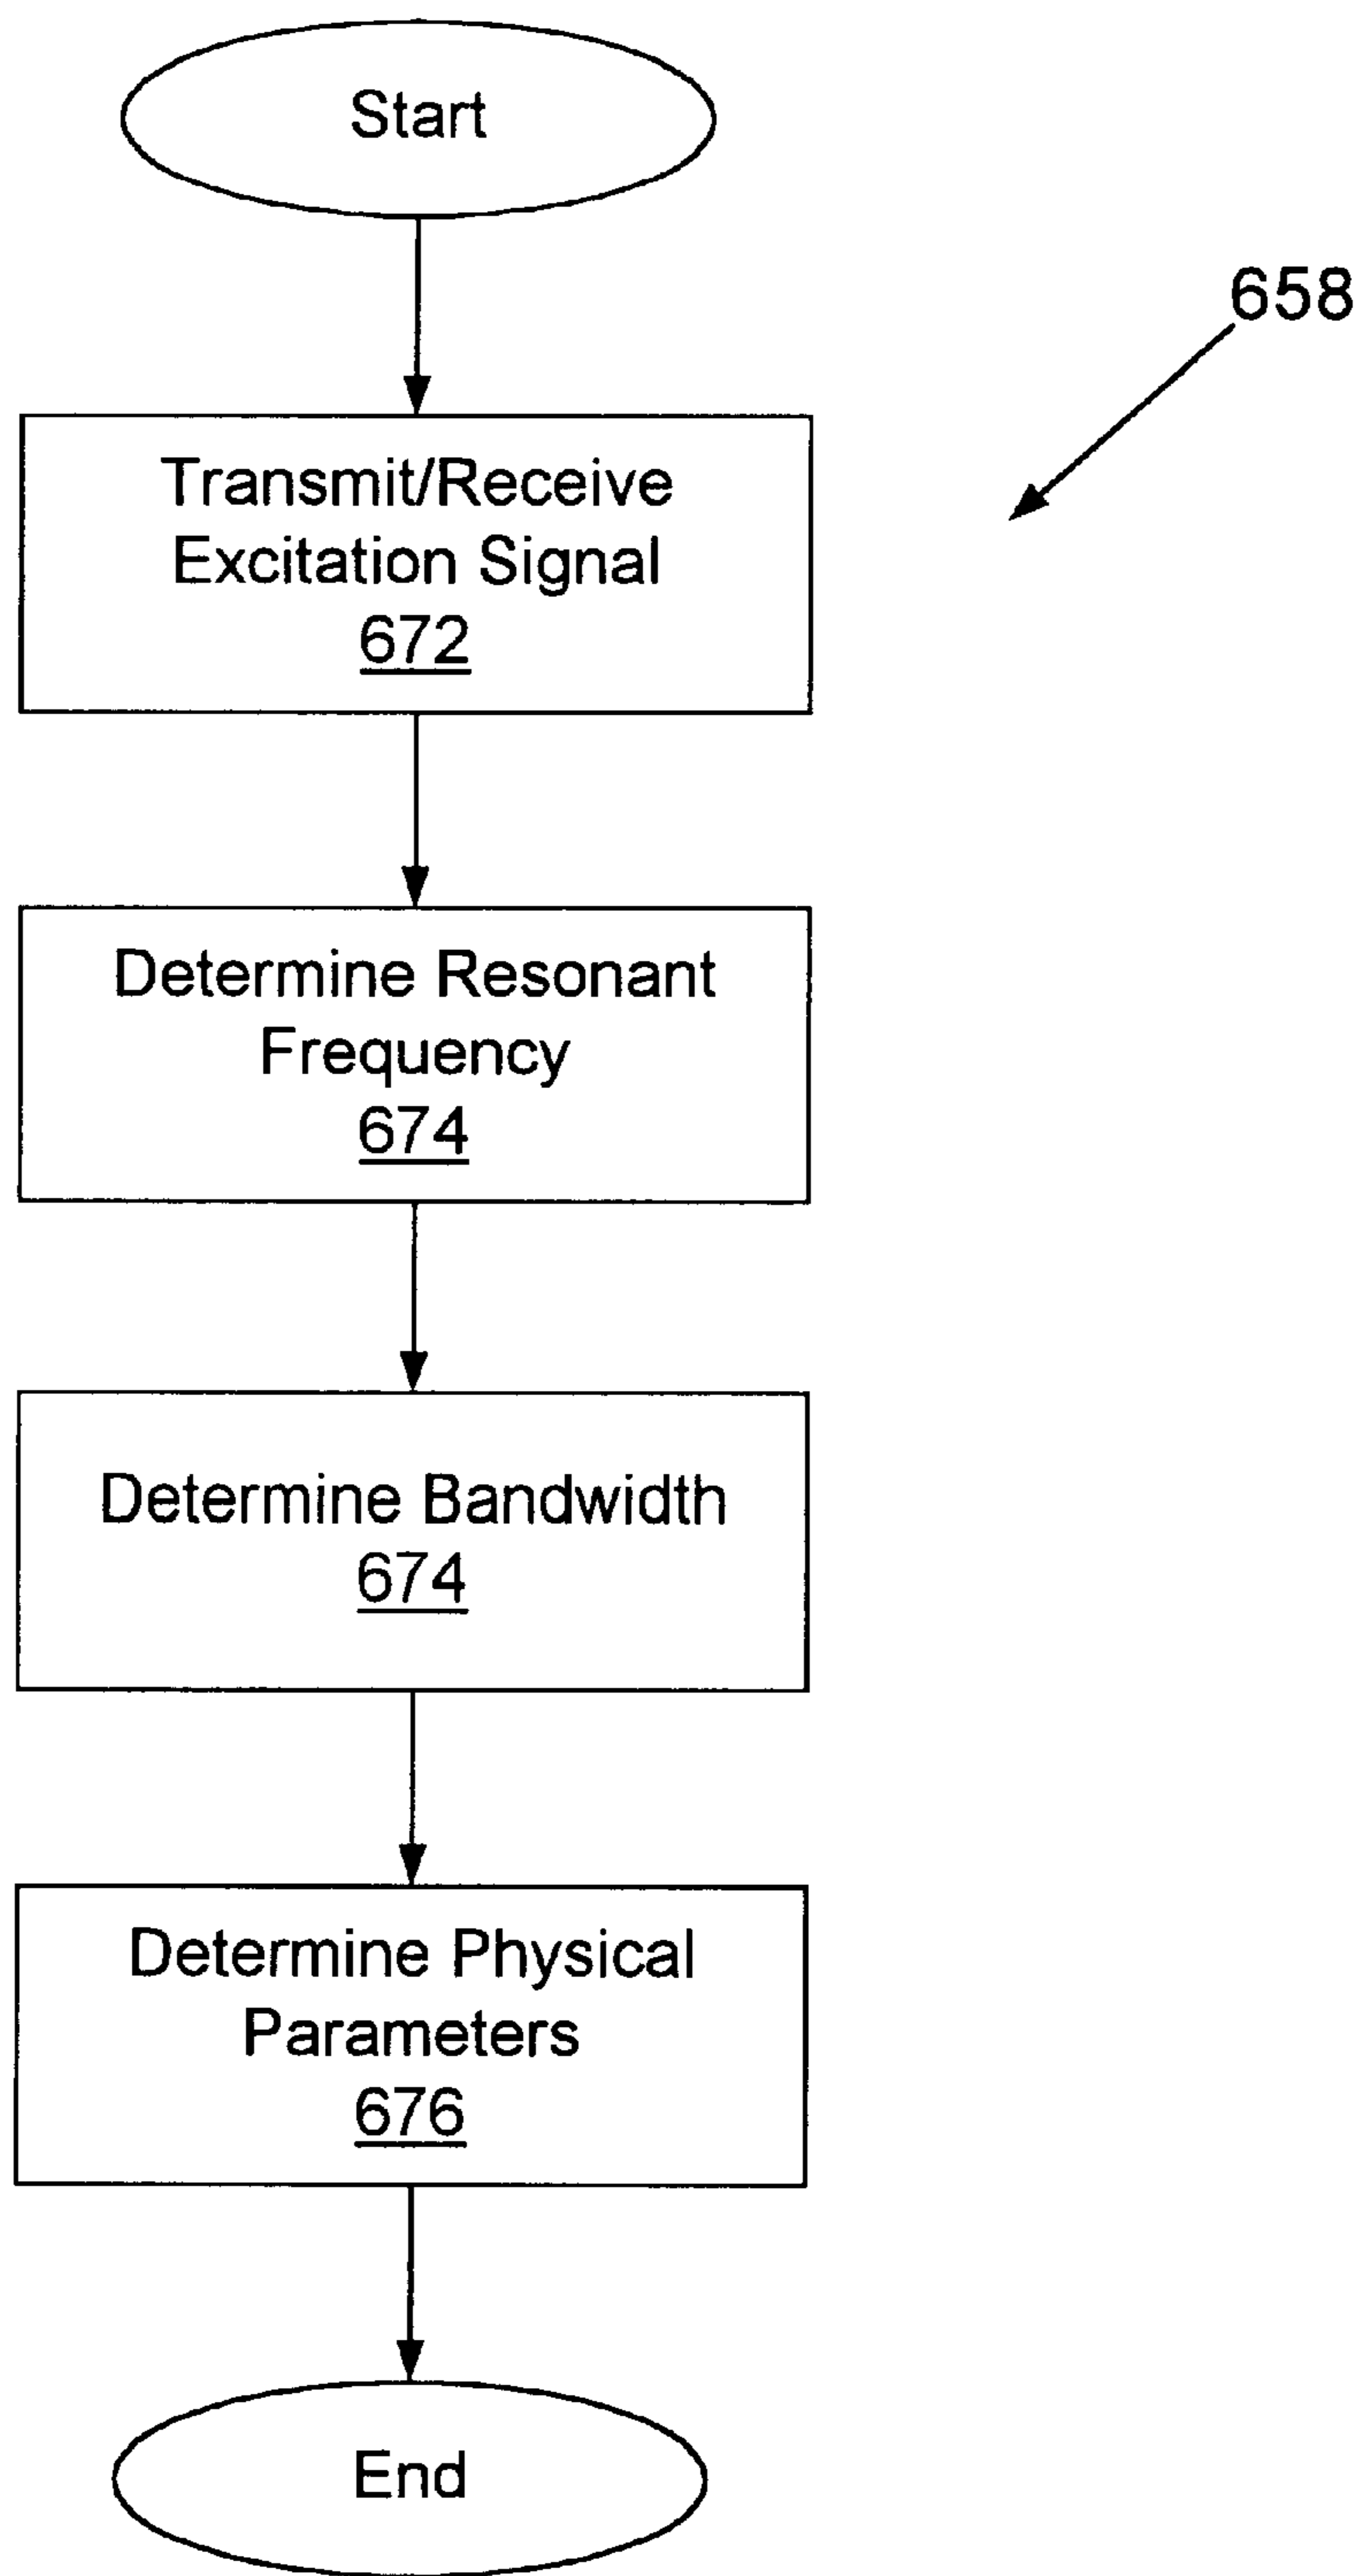 Start
658
Transmit/Receive
Excitation Signal
672
Determine Resonant
Frequency
674
Determine Bandwidth
674
Determine Physical
Parameters
676
End